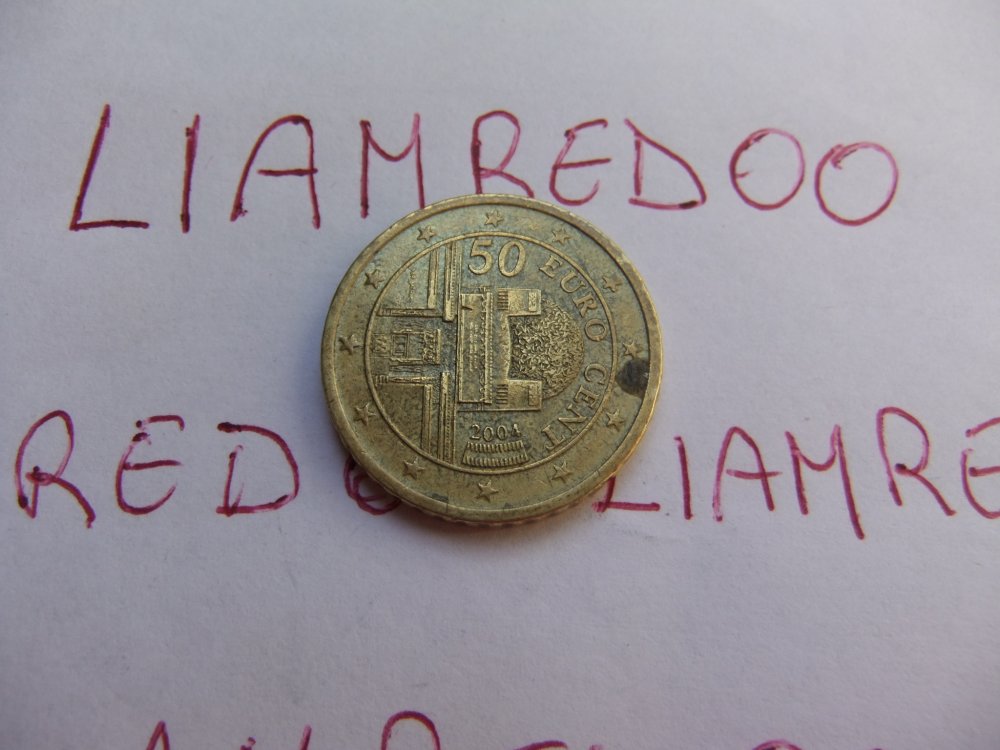 LIAMREDOO
50 EURO CENT
2004
RED LIAMRE